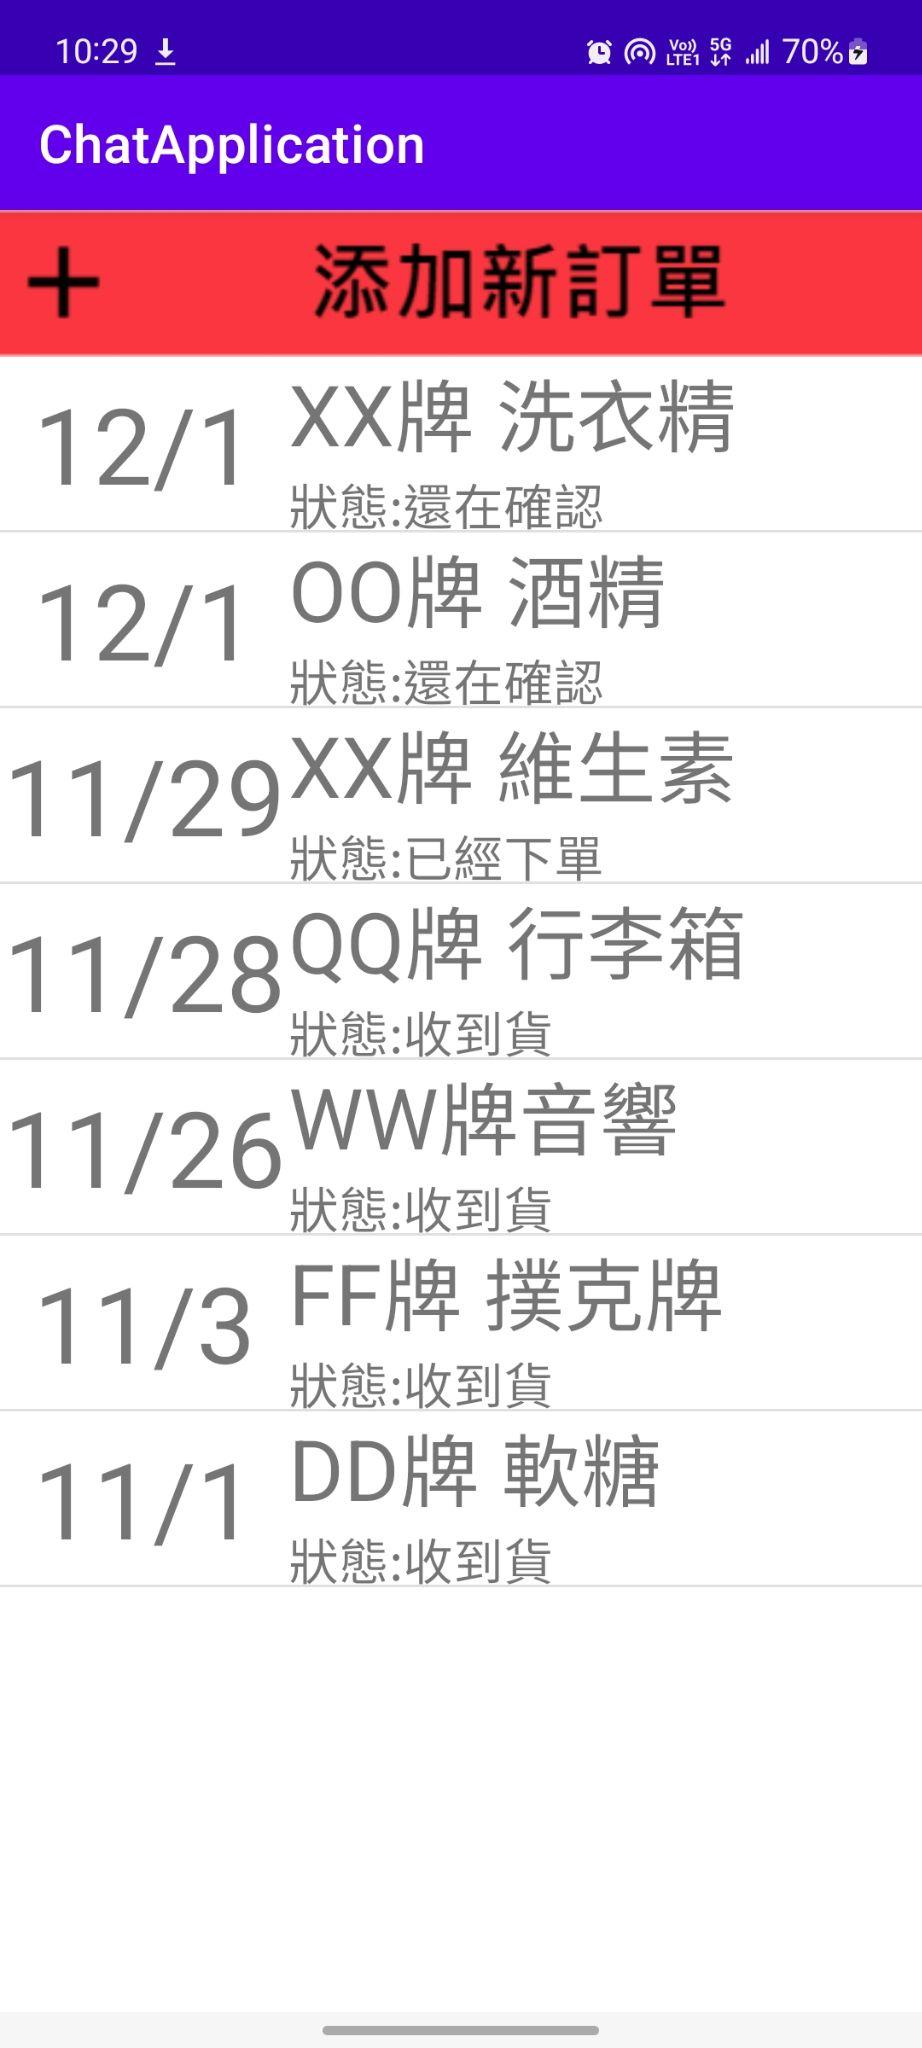 10:29
Vo)) LTE1 5G 70%
ChatApplication
+ 添加新訂單
12/1 XX牌 洗衣精
狀態:還在確認
12/1 OO牌 酒精
狀態:還在確認
11/29 XX牌 維生素
狀態:已經下單
11/28 QQ牌 行李箱
狀態:收到貨
11/26 WW牌音響
狀態:收到貨
11/3 FF牌 撲克牌
狀態:收到貨
11/1 DD牌 軟糖
狀態:收到貨